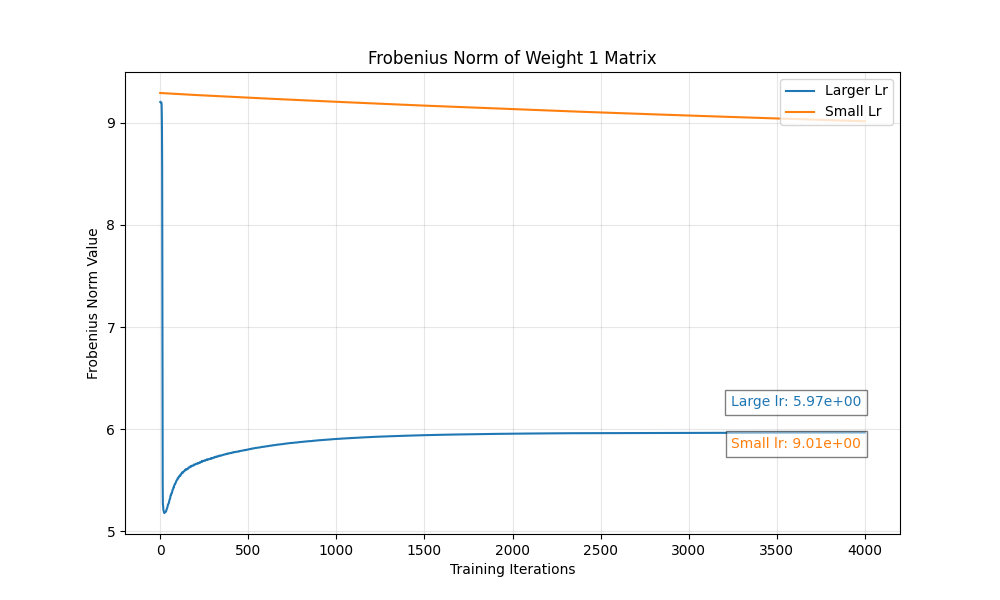 Frobenius Norm of Weight 1 Matrix
Larger Lr
Small Lr
9
8
7
6
5
Frobenius Norm Value
Large lr: 5.97e+00
Small lr: 9.01e+00
0 500 1000 1500 2000 2500 3000 3500 4000
Training Iterations